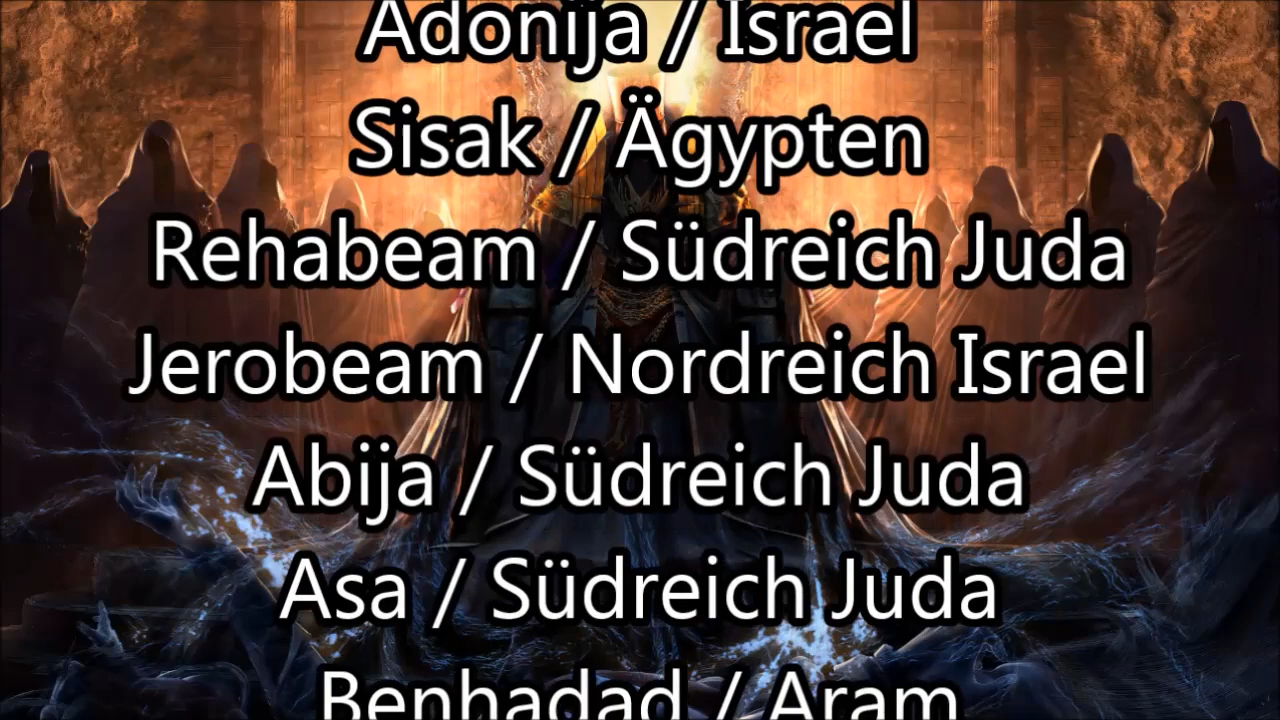 Adonija / Israel
Sisak / Ägypten
Rehabeam / Südreich Juda
Jerobeam / Nordreich Israel
Abija / Südreich Juda
Asa / Südreich Juda
Benhadad / Aram